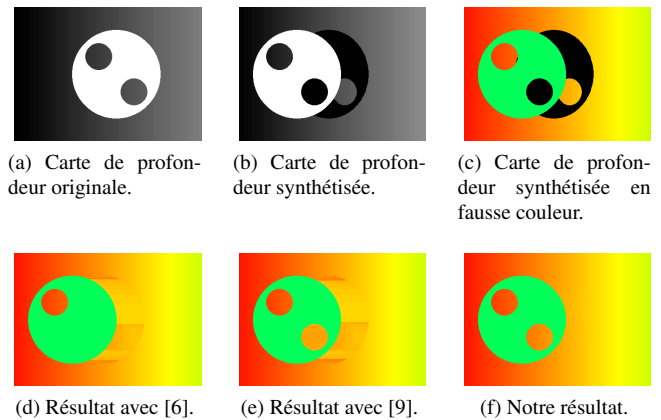 (a) Carte de profon-
deur originale.
(b) Carte de profon-
deur synthétisée.
(c) Carte de profon-
deur synthétisée en
fausse couleur.
(d) Résultat avec [6].
(e) Résultat avec [9].
(f) Notre résultat.